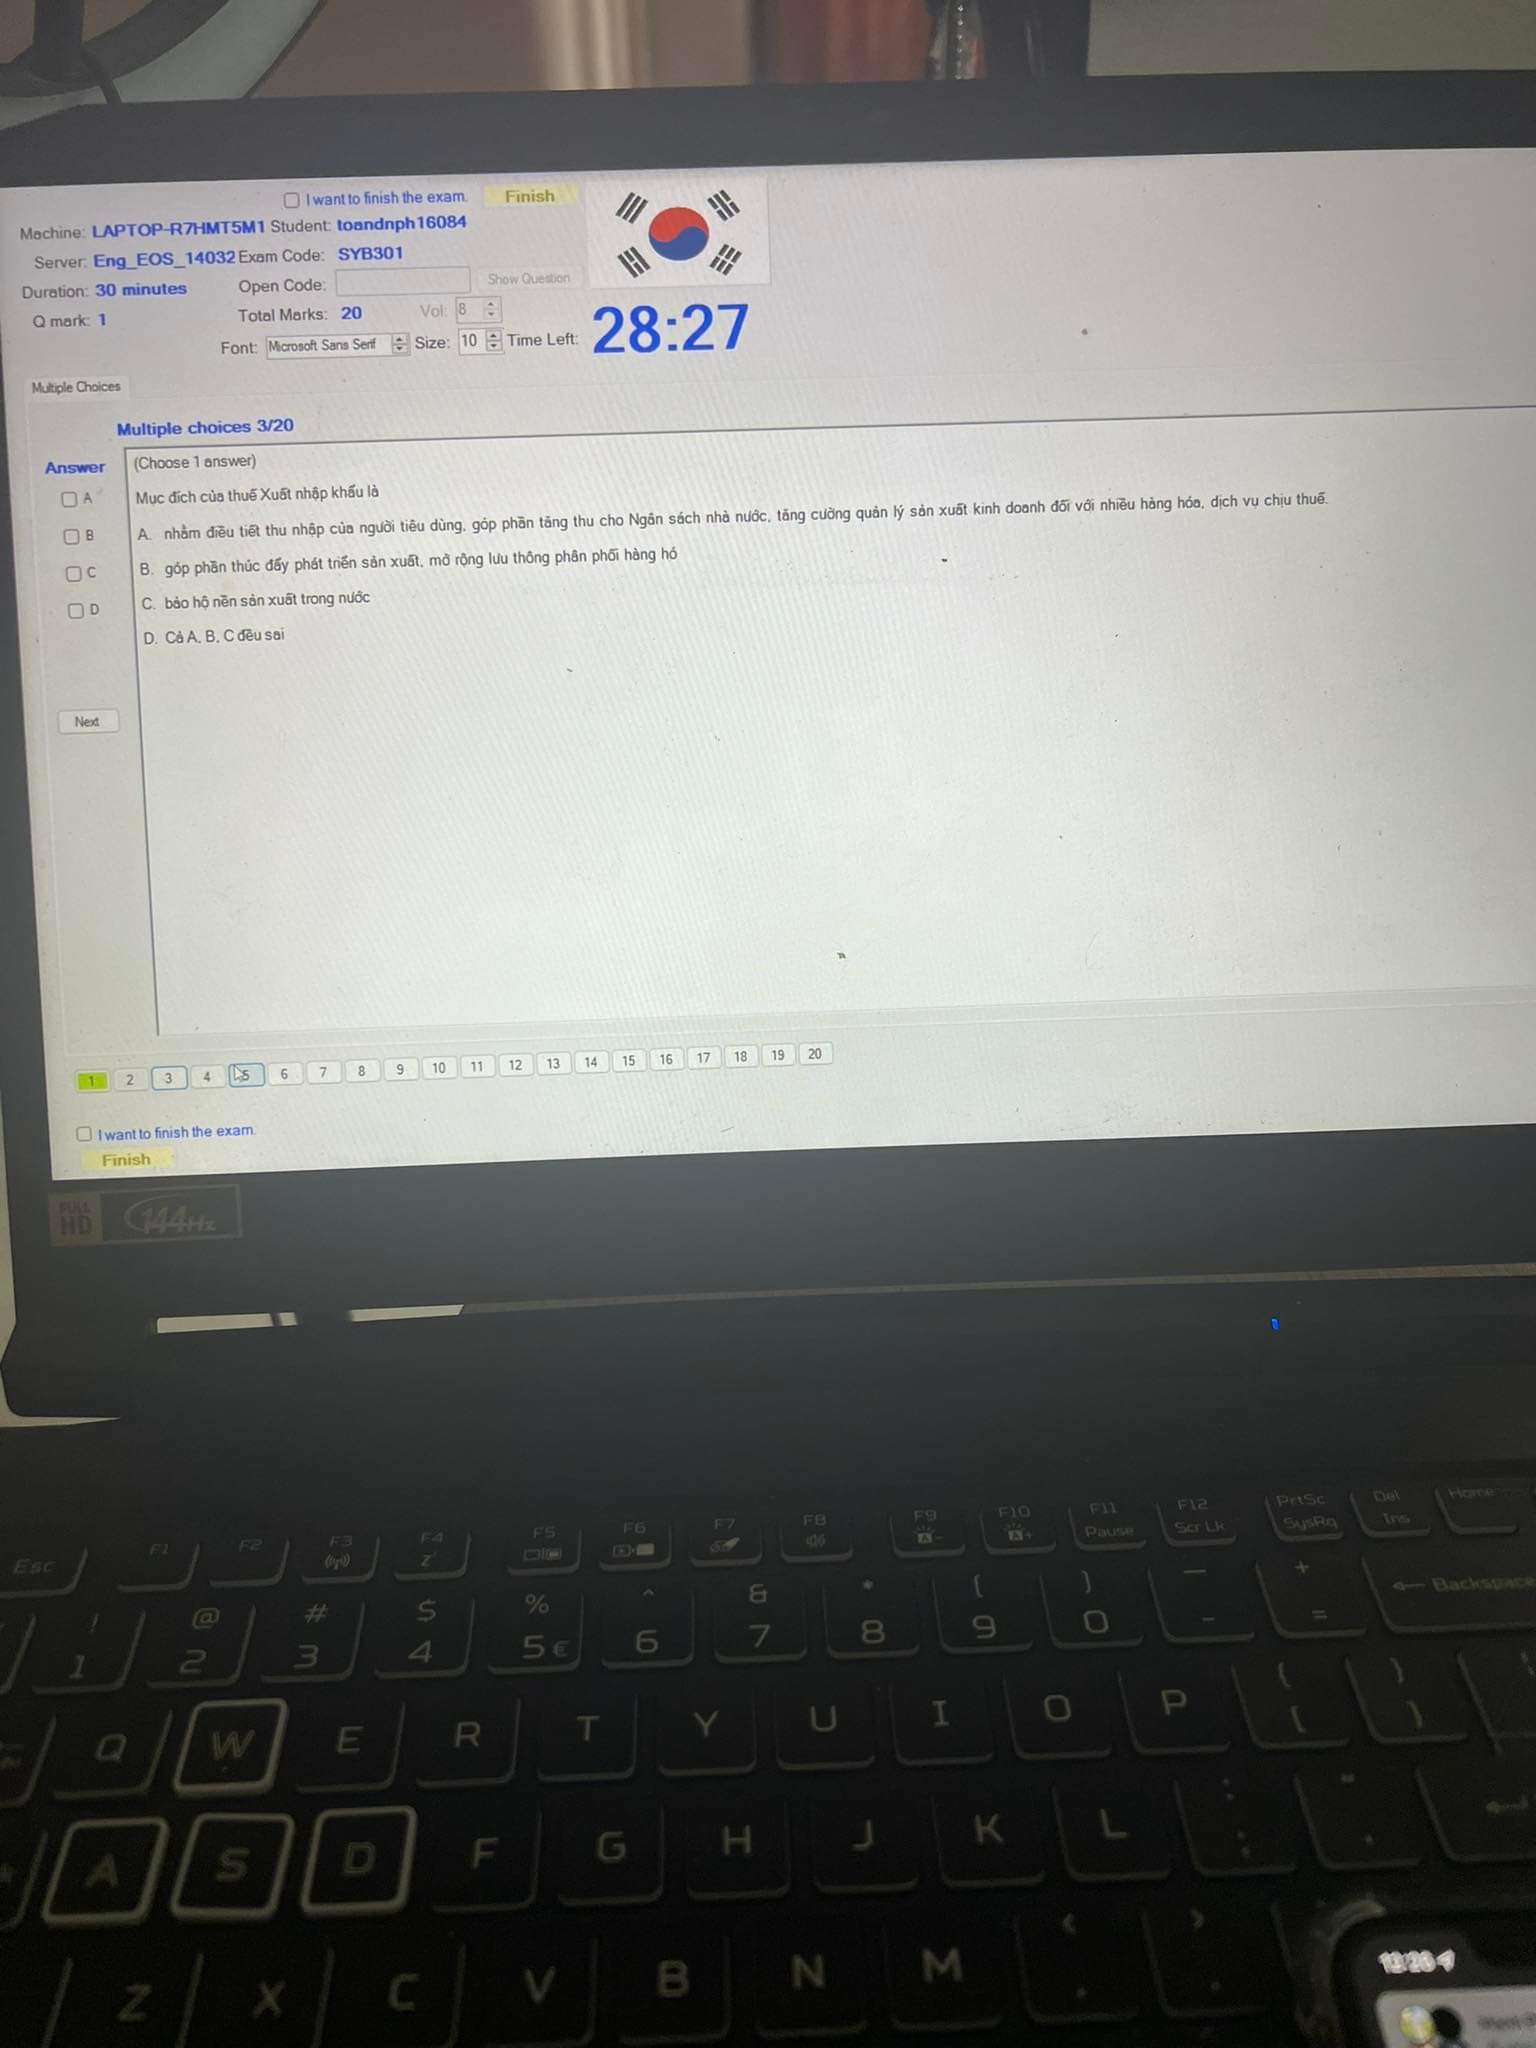 I want to finish the exam. Finish
Machine: LAPTOP-R7HMT5M1 Student: toandnph16084
Server: Eng_EOS_14032 Exam Code: SYB301
Duration: 30 minutes Open Code: Show Question
Q mark: 1 Total Marks: 20 Vol: 8
Font: Microsoft Sans Serif Size: 10 Time Left: 28:27
Multiple Choices
Multiple choices 3/20
Answer
(Choose 1 answer)
A
Mục đích của thuế Xuất nhập khẩu là
B
A. nhằm điều tiết thu nhập của người tiêu dùng, góp phần tăng thu cho Ngân sách nhà nước, tăng cường quản lý sản xuất kinh doanh đối với nhiều hàng hóa, dịch vụ chịu thuế.
C
B. góp phần thúc đẩy phát triển sản xuất, mở rộng lưu thông phân phối hàng hó
D
C. bảo hộ nền sản xuất trong nước
D. Cả A, B, C đều sai
Next
1 2 3 4 5 6 7 8 9 10 11 12 13 14 15 16 17 18 19 20
I want to finish the exam.
Finish
FULL HD 144Hz
Esc F1 F2 F3 F4 F5 F6 F7 F8 F9 F10 F11 F12 PrtSc Del Home
Z A- A+ Pause Scr Lk SysRq Ins
! @ # $ % ^ & * ( ) — + ← Backspace
1 2 3 4 5 € 6 7 8 9 0 - =
Q W E R T Y U I O P { }
[ ]
A S D F G H J K L : "
; '
Z X C V B N M < >
, .